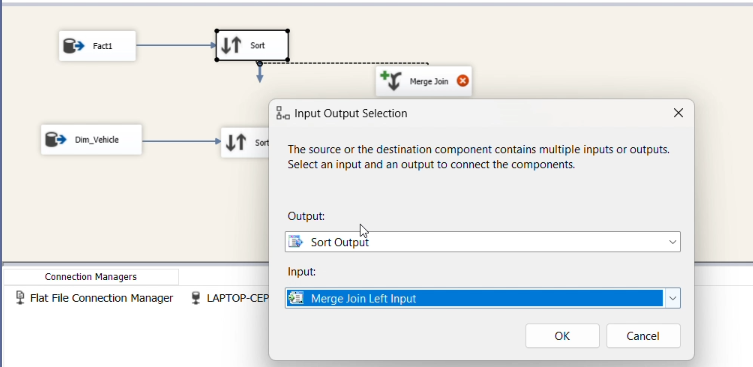 Fact1
Sort
Merge Join
Dim_Vehicle
Sort
Input Output Selection
The source or the destination component contains multiple inputs or outputs.
Select an input and an output to connect the components.
Output:
Sort Output
Input:
Merge Join Left Input
OK
Cancel
Connection Managers
Flat File Connection Manager
LAPTOP-CEP